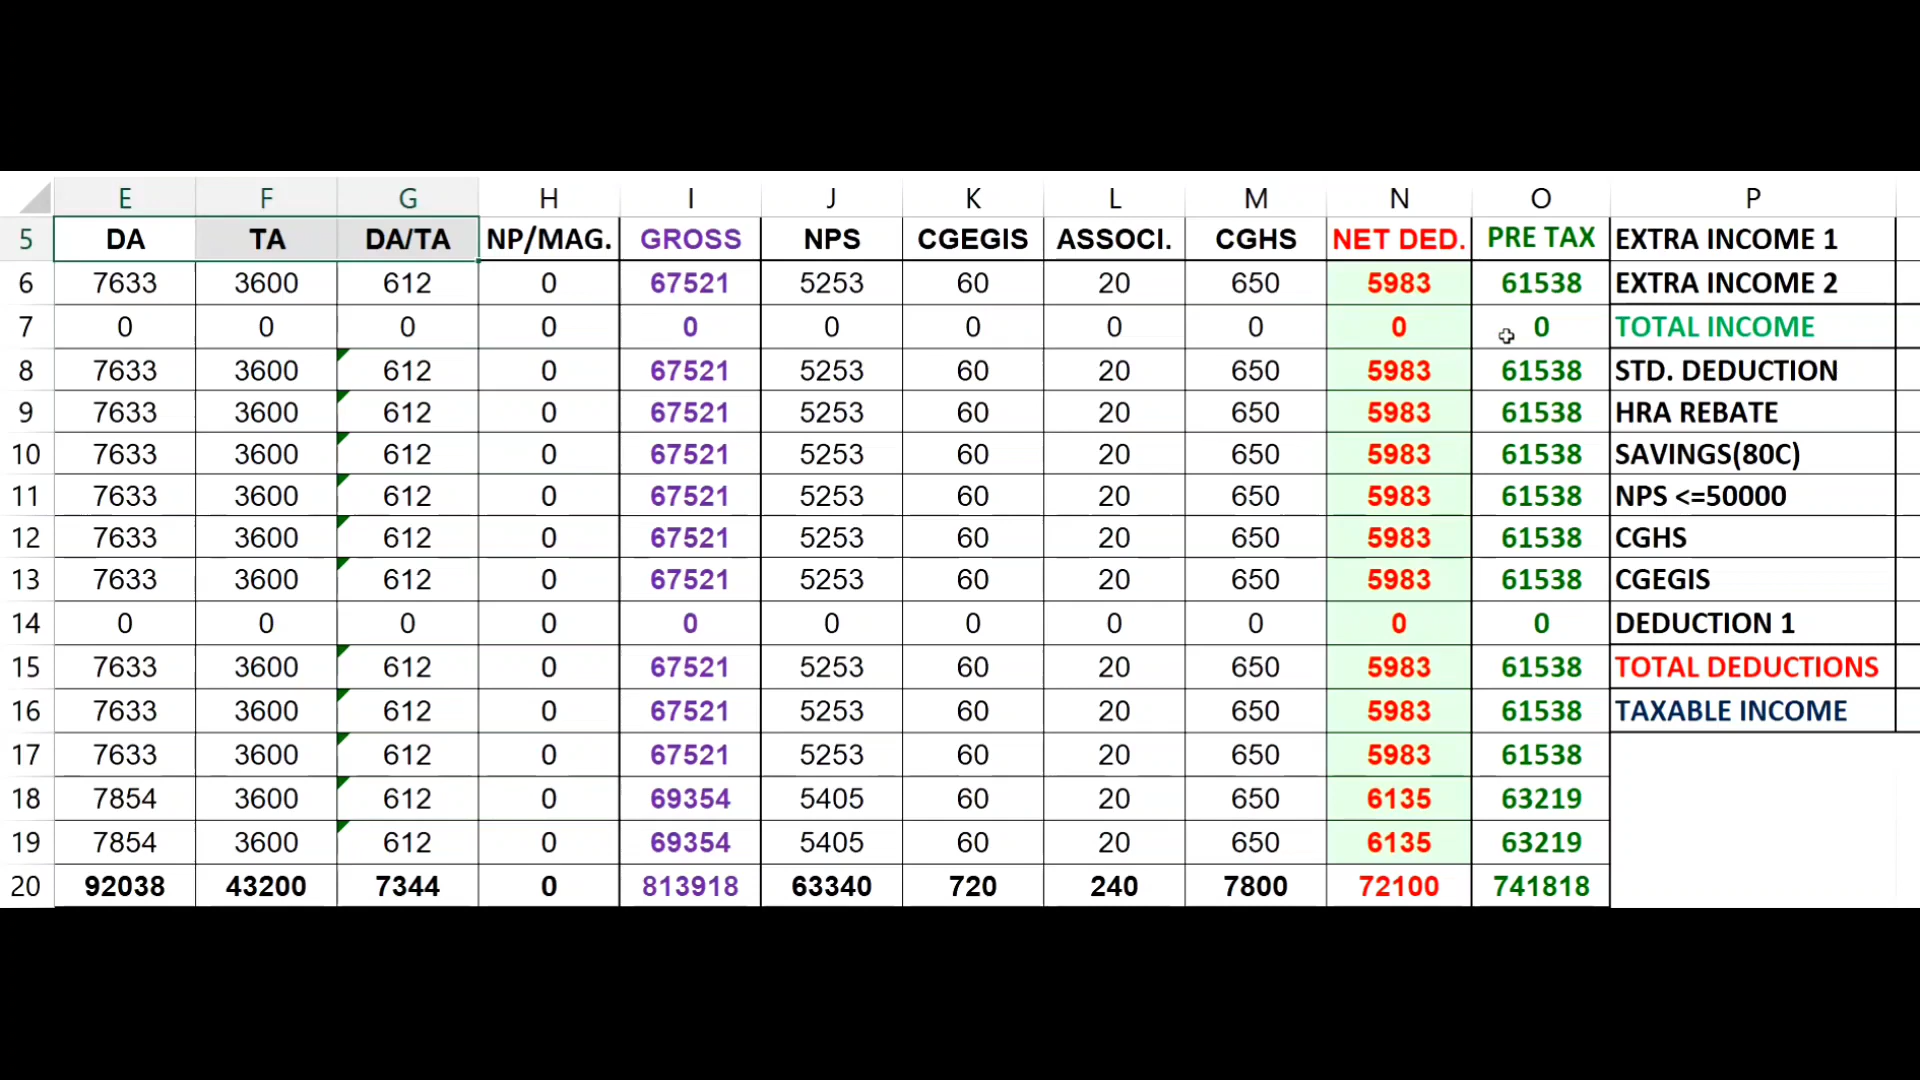 E F G H I J K L M N O P
5 DA TA DA/TA NP/MAG. GROSS NPS CGEGIS ASSOCI. CGHS NET DED. PRE TAX EXTRA INCOME 1
6 7633 3600 612 0 67521 5253 60 20 650 5983 61538 EXTRA INCOME 2
7 0 0 0 0 0 0 0 0 0 0 0 TOTAL INCOME
8 7633 3600 612 0 67521 5253 60 20 650 5983 61538 STD. DEDUCTION
9 7633 3600 612 0 67521 5253 60 20 650 5983 61538 HRA REBATE
10 7633 3600 612 0 67521 5253 60 20 650 5983 61538 SAVINGS(80C)
11 7633 3600 612 0 67521 5253 60 20 650 5983 61538 NPS <=50000
12 7633 3600 612 0 67521 5253 60 20 650 5983 61538 CGHS
13 7633 3600 612 0 67521 5253 60 20 650 5983 61538 CGEGIS
14 0 0 0 0 0 0 0 0 0 0 0 DEDUCTION 1
15 7633 3600 612 0 67521 5253 60 20 650 5983 61538 TOTAL DEDUCTIONS
16 7633 3600 612 0 67521 5253 60 20 650 5983 61538 TAXABLE INCOME
17 7633 3600 612 0 67521 5253 60 20 650 5983 61538
18 7854 3600 612 0 69354 5405 60 20 650 6135 63219
19 7854 3600 612 0 69354 5405 60 20 650 6135 63219
20 92038 43200 7344 0 813918 63340 720 240 7800 72100 741818